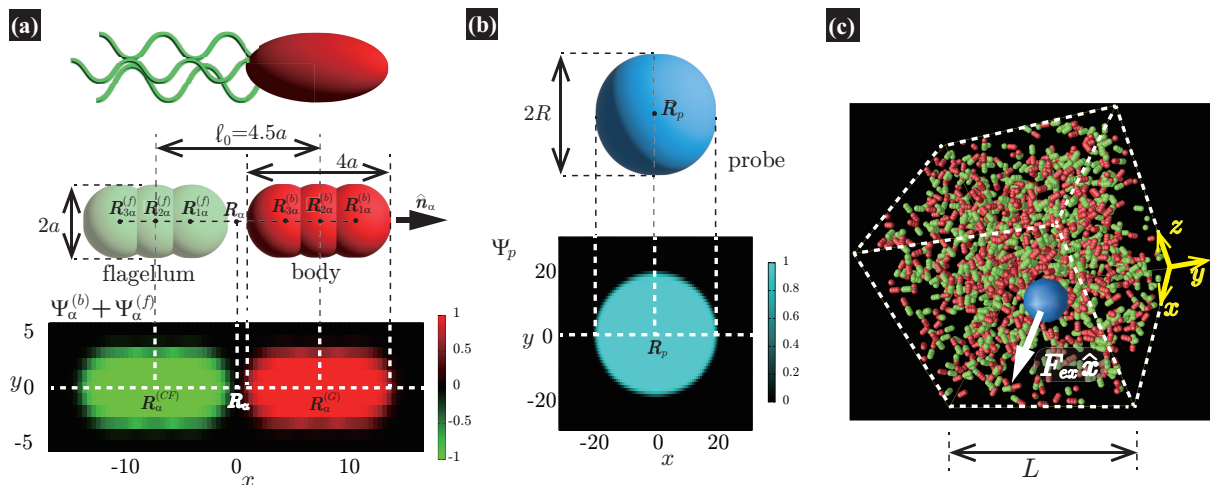 (a)
ℓ₀=4.5a
4a
2a
R₃α⁽ᶠ⁾ R₂α⁽ᶠ⁾ R₁α⁽ᶠ⁾ Rα R₃α⁽ᵇ⁾ R₂α⁽ᵇ⁾ R₁α⁽ᵇ⁾ n̂α
flagellum body
Ψα⁽ᵇ⁾+Ψα⁽ᶠ⁾
5
y 0
-5
Rα⁽ᶜᶠ⁾ Rα Rα⁽ᴳ⁾
-10 0 10
x
1
0.5
0
-0.5
-1
(b)
2R
Rₚ
probe
Ψₚ
20
y 0
-20
Rₚ
-20 0 20
x
1
0.8
0.6
0.4
0.2
0
(c)
z
y
x
Fₑₓx̂
L